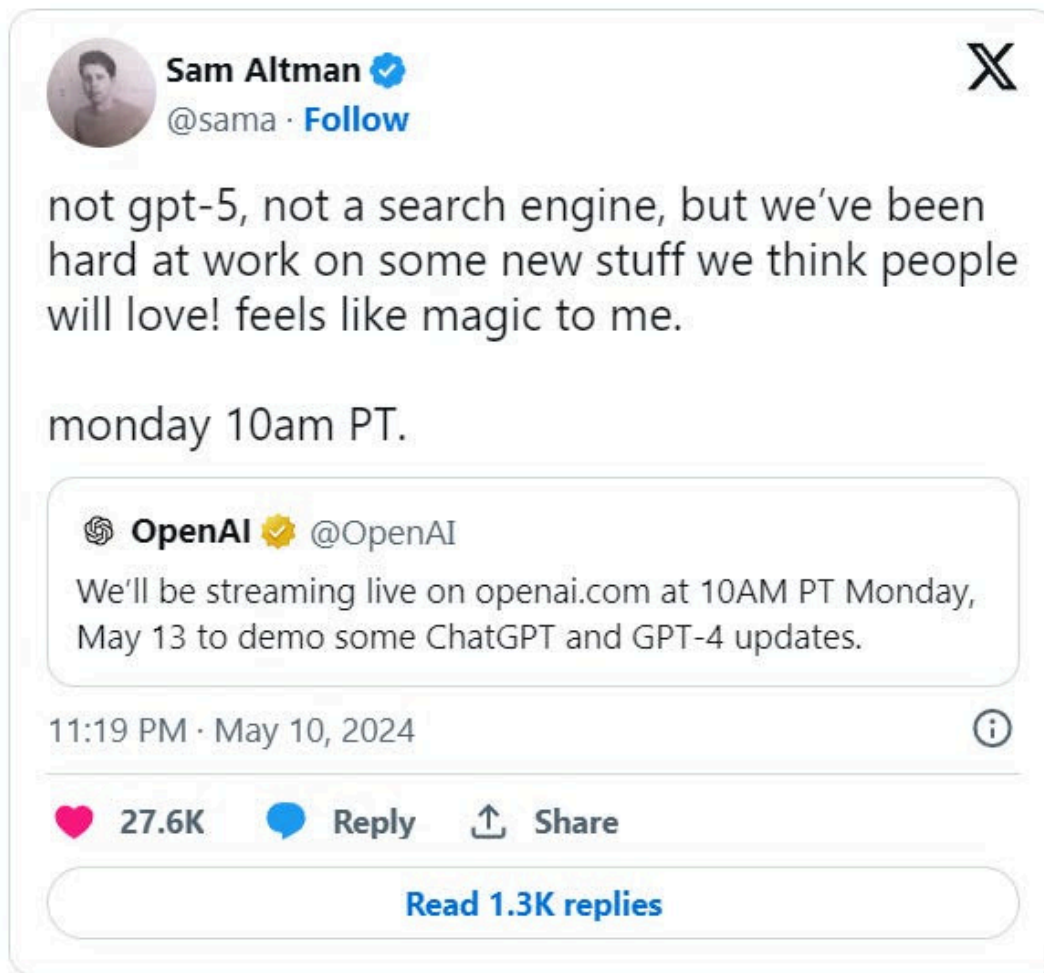 Sam Altman
@sama · Follow
not gpt-5, not a search engine, but we’ve been
hard at work on some new stuff we think people
will love! feels like magic to me.
monday 10am PT.
OpenAI @OpenAI
We’ll be streaming live on openai.com at 10AM PT Monday,
May 13 to demo some ChatGPT and GPT-4 updates.
11:19 PM · May 10, 2024
27.6K Reply Share
Read 1.3K replies